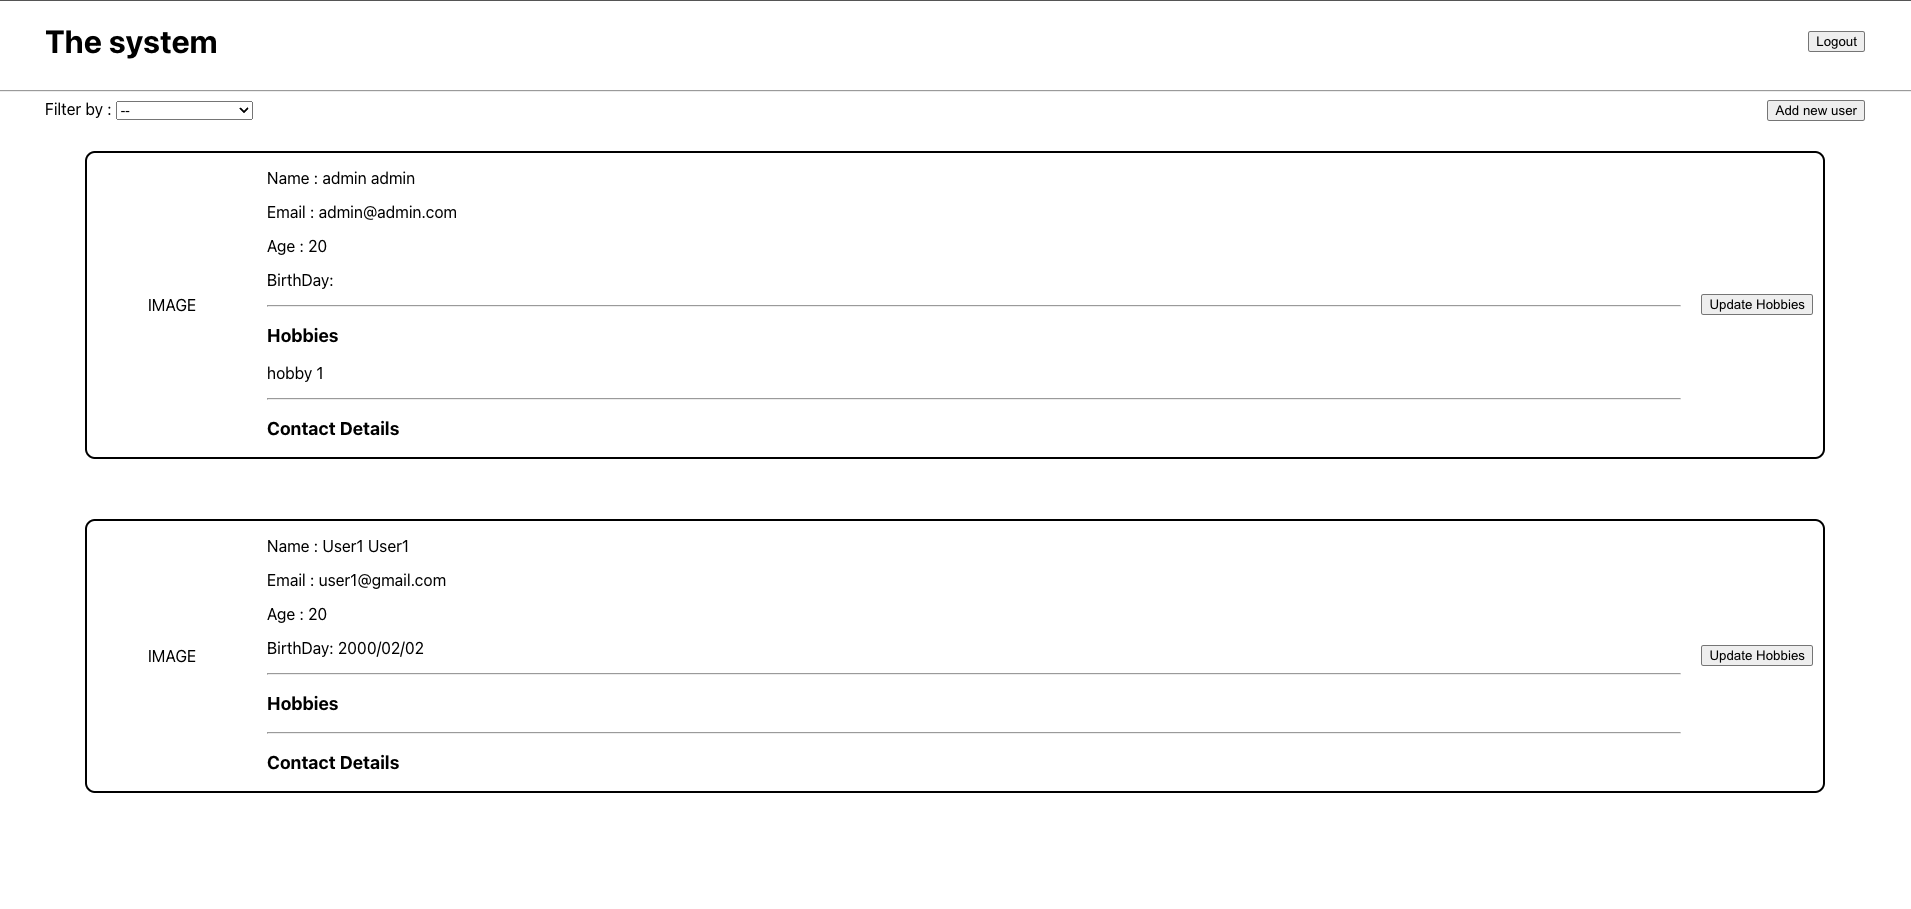 The system
Logout
Filter by : --
Add new user
Name : admin admin
Email : admin@admin.com
Age : 20
BirthDay:
IMAGE
Update Hobbies
Hobbies
hobby 1
Contact Details
Name : User1 User1
Email : user1@gmail.com
Age : 20
BirthDay: 2000/02/02
IMAGE
Update Hobbies
Hobbies
Contact Details